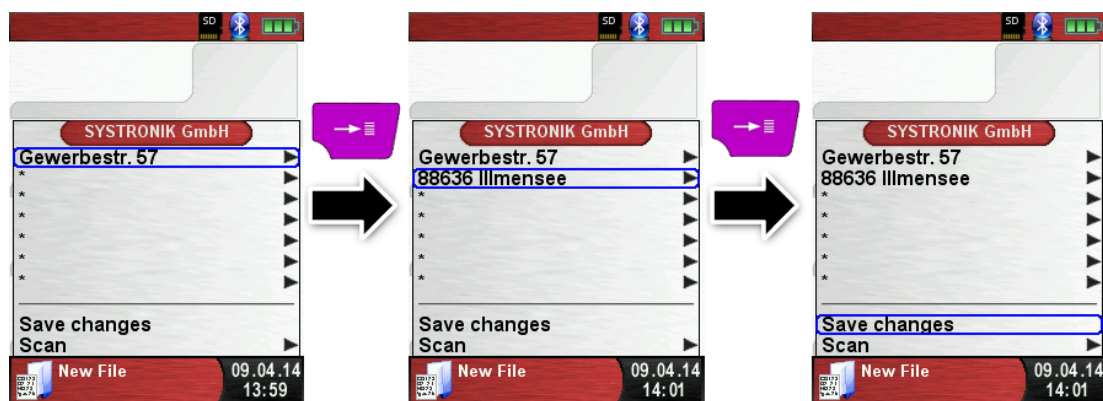 SD
SYSTRONIK GmbH
Gewerbestr. 57
*
*
*
*
*
*
Save changes
Scan
New File
09.04.14
13:59
SD
SYSTRONIK GmbH
Gewerbestr. 57
88636 Illmensee
*
*
*
*
*
Save changes
Scan
New File
09.04.14
14:01
SD
SYSTRONIK GmbH
Gewerbestr. 57
88636 Illmensee
*
*
*
*
*
Save changes
Scan
New File
09.04.14
14:01